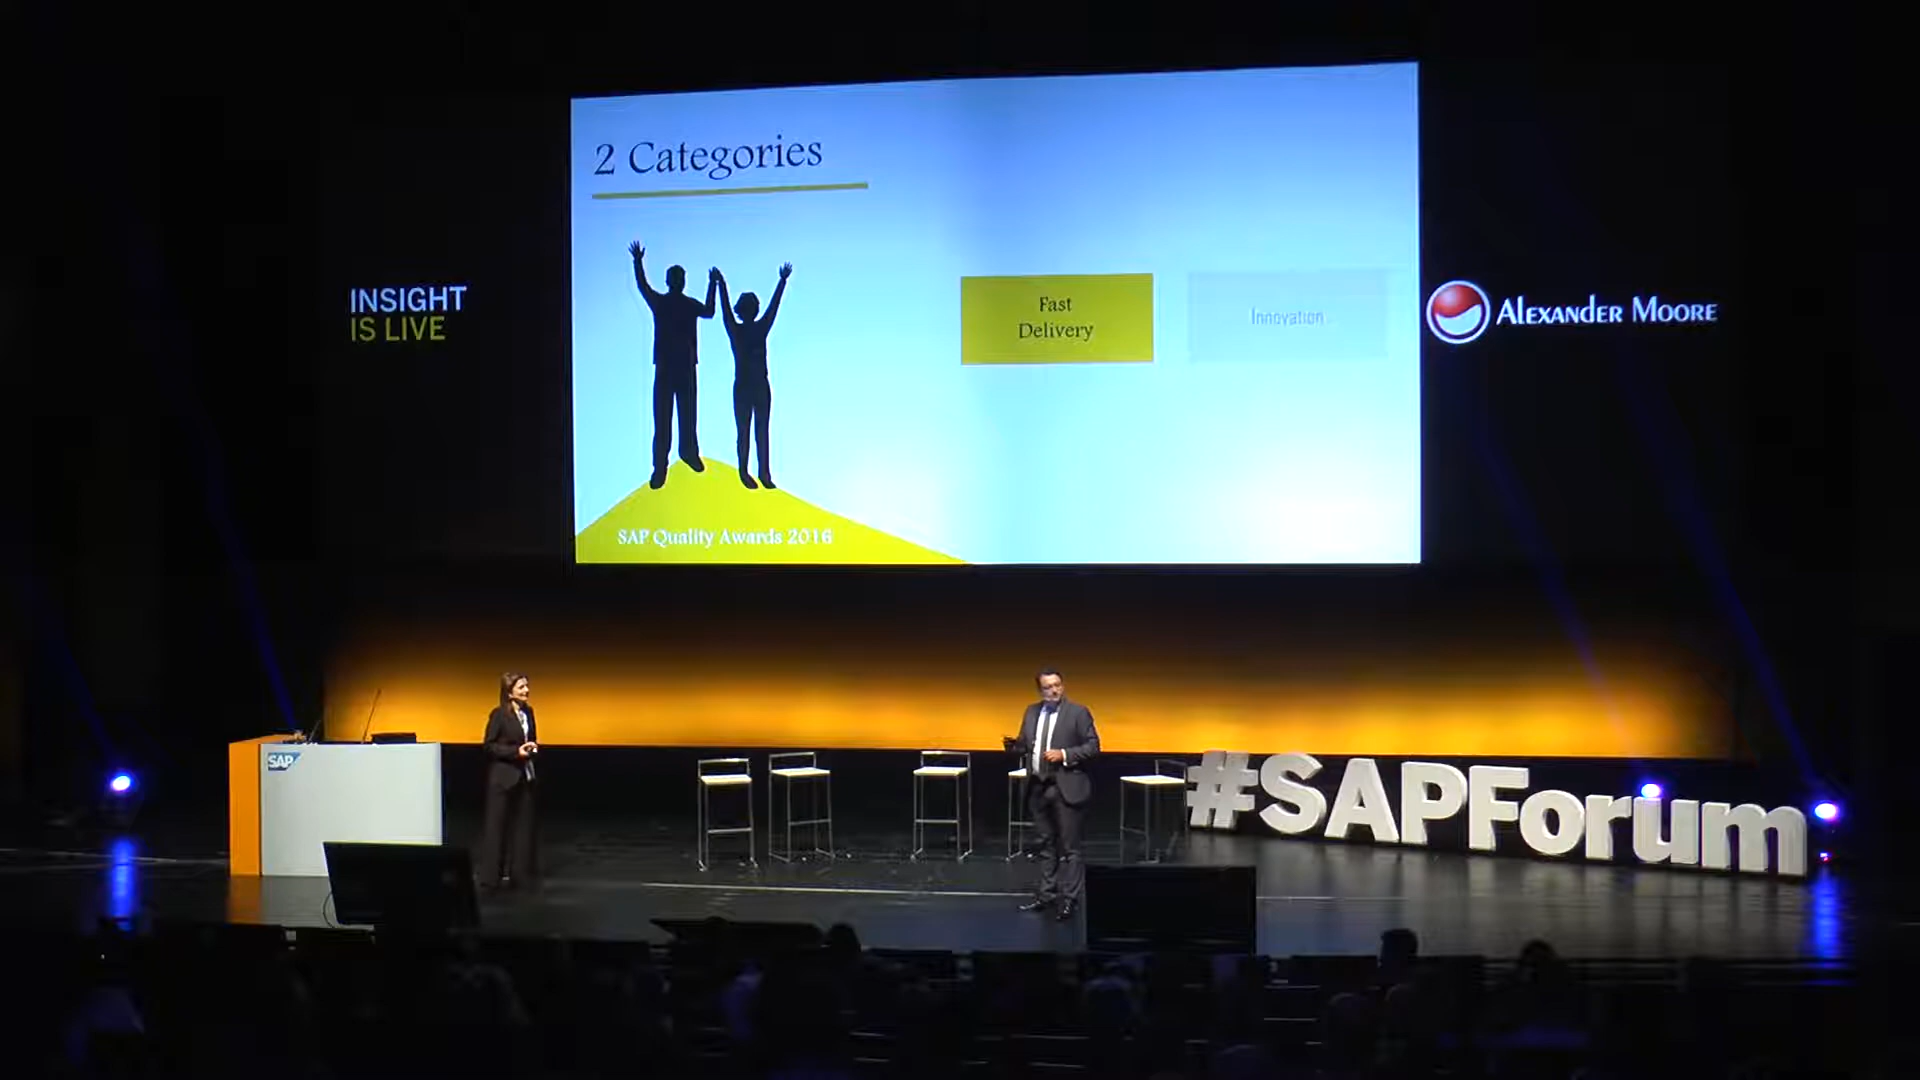 2 Categories
INSIGHT
IS LIVE
Fast
Delivery
Innovation
ALEXANDER MOORE
SAP Quality Awards 2016
SAP
#SAPForum